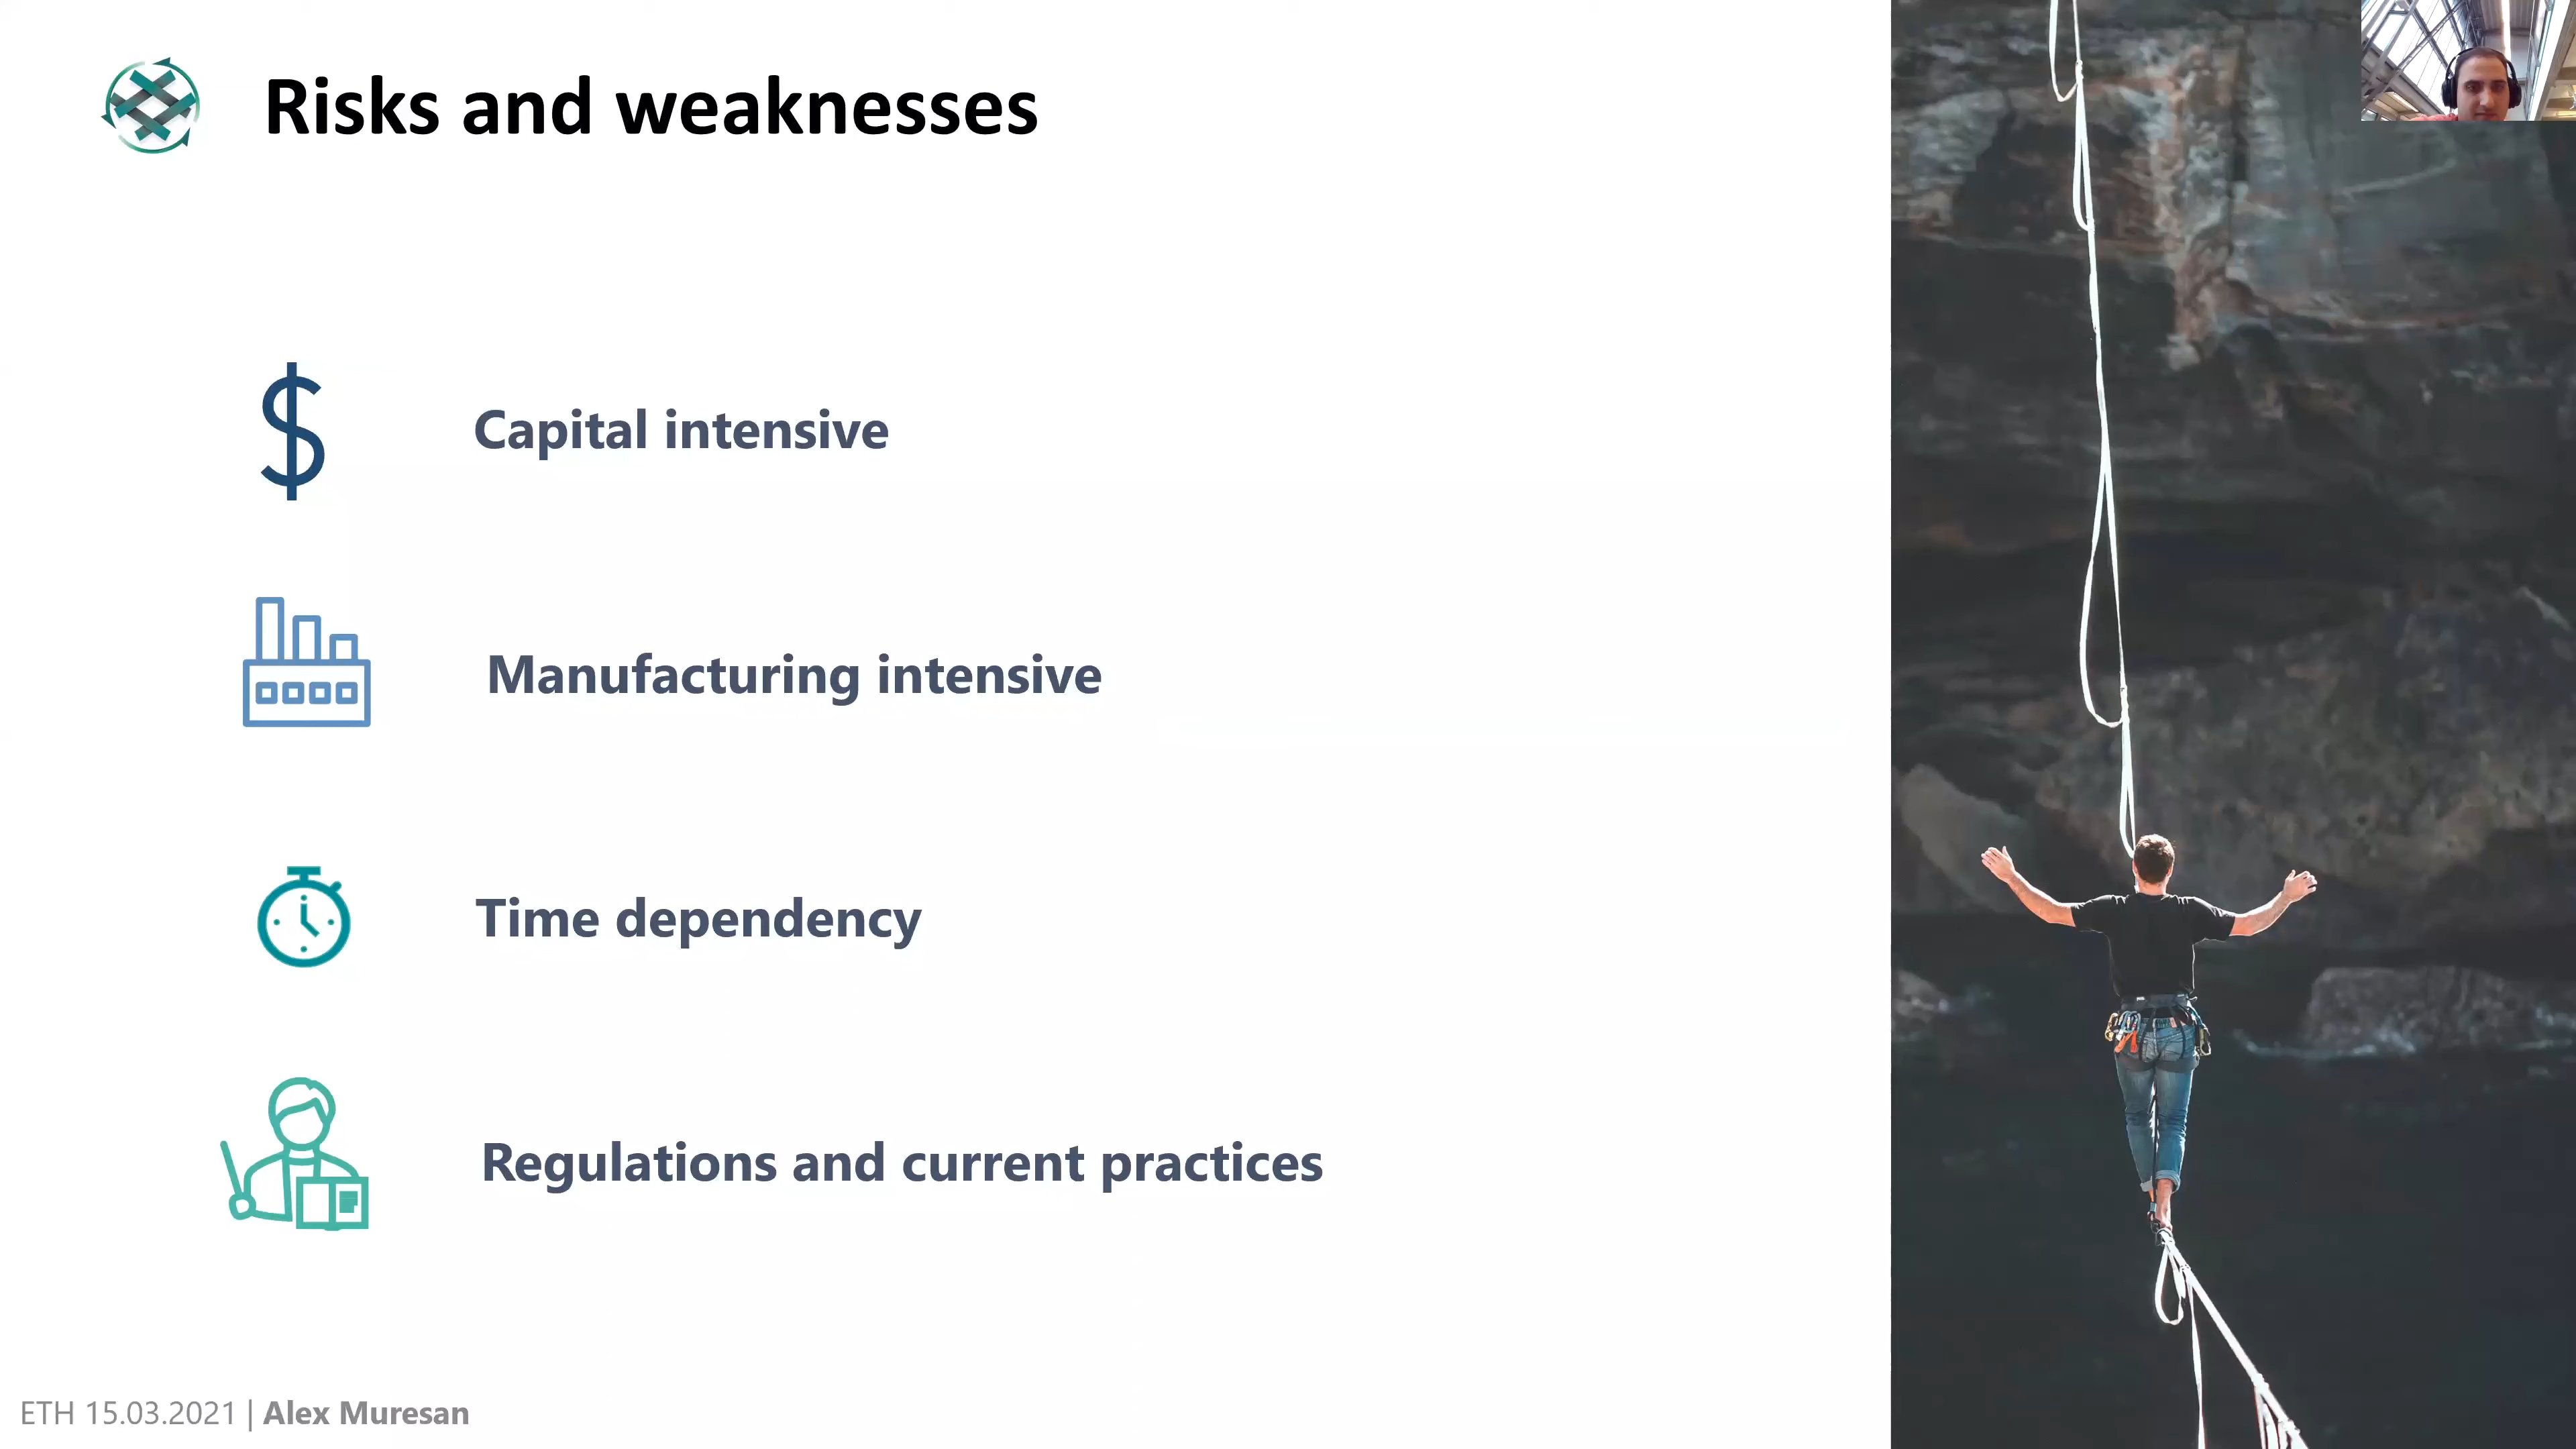 Risks and weaknesses
Capital intensive
Manufacturing intensive
Time dependency
Regulations and current practices
ETH 15.03.2021 | Alex Muresan